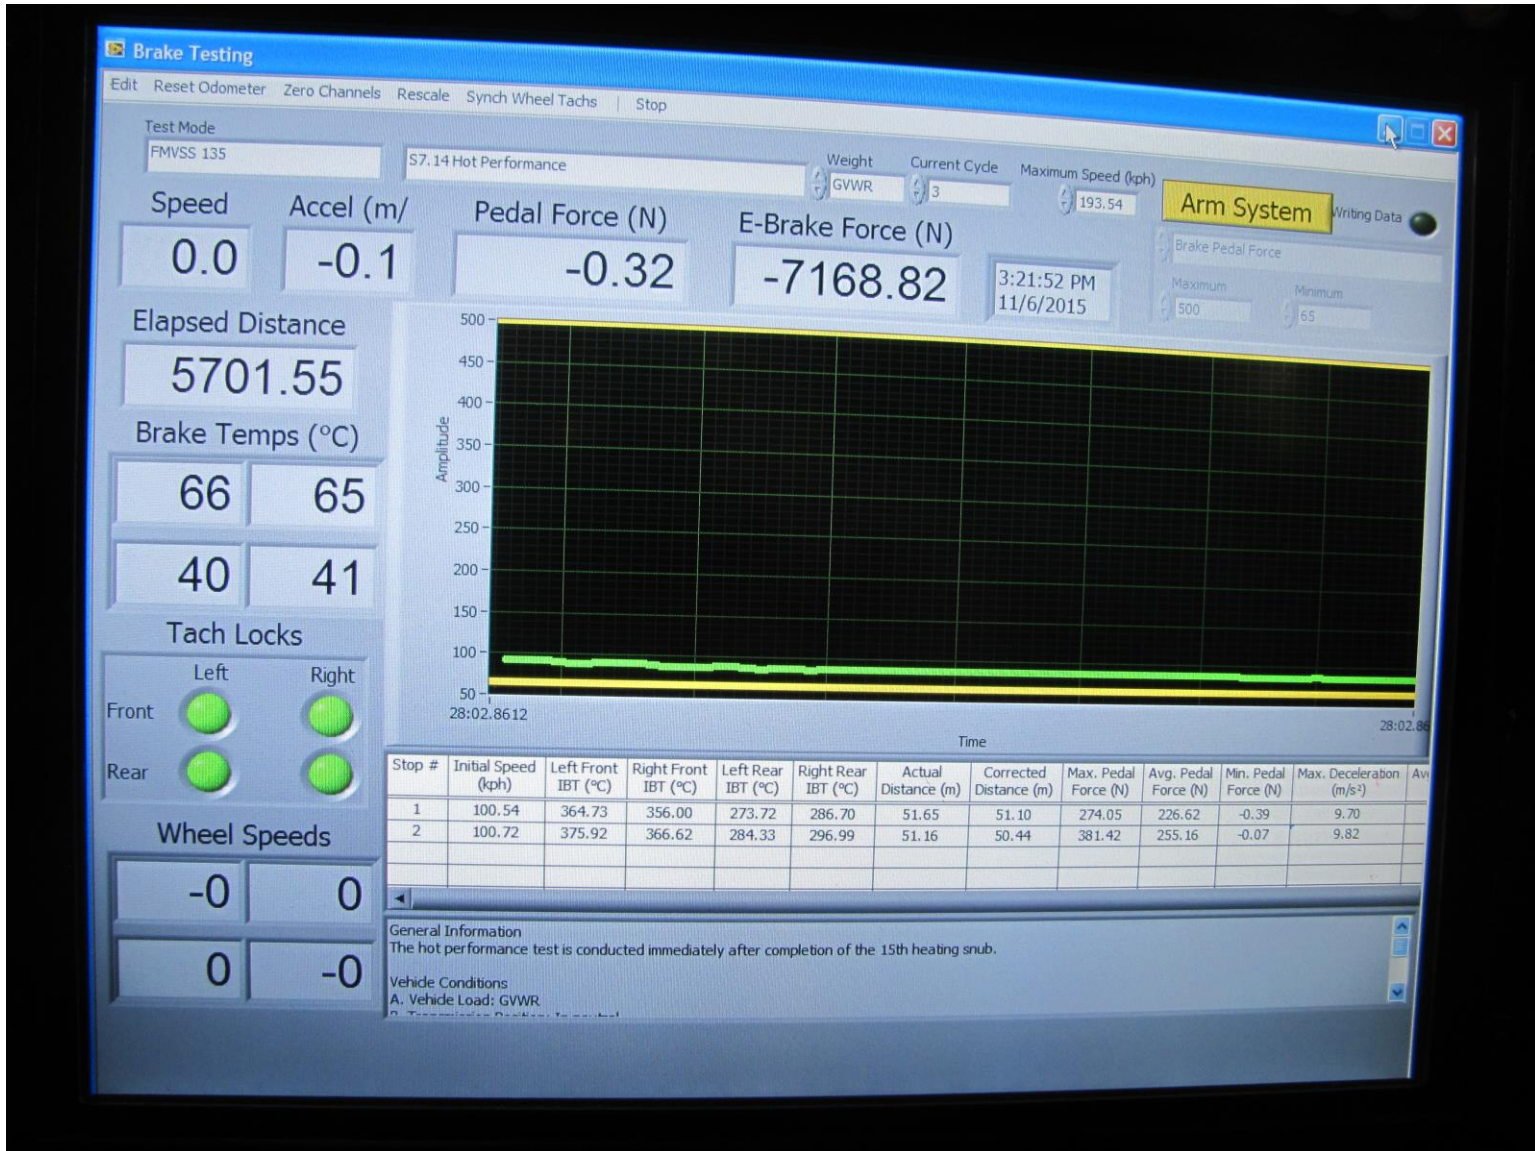 Brake Testing
Edit Reset Odometer Zero Channels Rescale Synch Wheel Tachs | Stop
Test Mode
FMVSS 135
S7.14 Hot Performance
Weight
GVWR
Current Cycle
3
Maximum Speed (kph)
193.54
Arm System
Writing Data
Speed
0.0
Accel (m/
-0.1
Pedal Force (N)
-0.32
E-Brake Force (N)
-7168.82
3:21:52 PM
11/6/2015
Brake Pedal Force
Maximum
500
Minimum
65
Elapsed Distance
5701.55
Brake Temps (°C)
66 65
40 41
Tach Locks
Left Right
Front
Rear
Wheel Speeds
-0 0
0 -0
Amplitude
500
450
400
350
300
250
200
150
100
50
28:02.8612
28:02.86
Time
Stop # Initial Speed (kph) Left Front IBT (°C) Right Front IBT (°C) Left Rear IBT (°C) Right Rear IBT (°C) Actual Distance (m) Corrected Distance (m) Max. Pedal Force (N) Avg. Pedal Force (N) Min. Pedal Force (N) Max. Deceleration (m/s²)
1 100.54 364.73 356.00 273.72 286.70 51.65 51.10 274.05 226.62 -0.39 9.70
2 100.72 375.92 366.62 284.33 296.99 51.16 50.44 381.42 255.16 -0.07 9.82
General Information
The hot performance test is conducted immediately after completion of the 15th heating snub.
Vehicle Conditions
A. Vehicle Load: GVWR